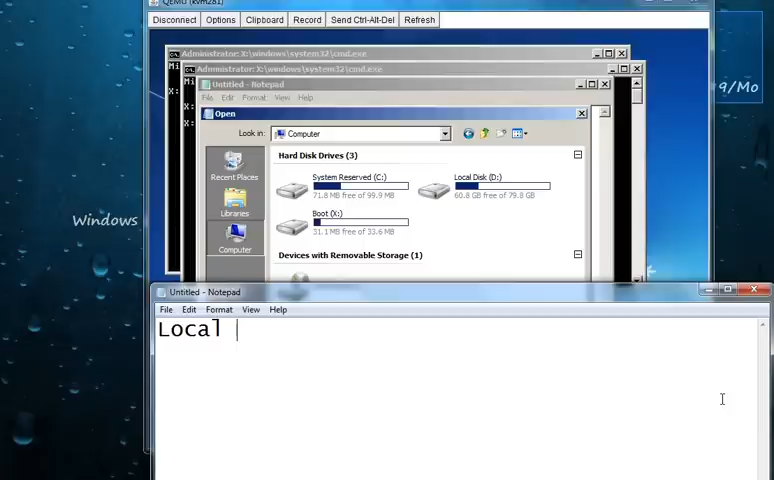 QEMU (kvm281)
Disconnect Options Clipboard Record Send Ctrl-Alt-Del Refresh
Administrator: X:\windows\system32\cmd.exe
Mi
Administrator: X:\windows\system32\cmd.exe
X:
Mi
Untitled - Notepad
File Edit Format View Help
X:
X:
Open
Look in: Computer
Hard Disk Drives (3)
Recent Places
System Reserved (C:)
71.8 MB free of 99.9 MB
Local Disk (D:)
60.8 GB free of 79.8 GB
Libraries
Boot (X:)
31.1 MB free of 33.6 MB
Computer
Devices with Removable Storage (1)
9/Mo
Windows
Untitled - Notepad
File Edit Format View Help
Local